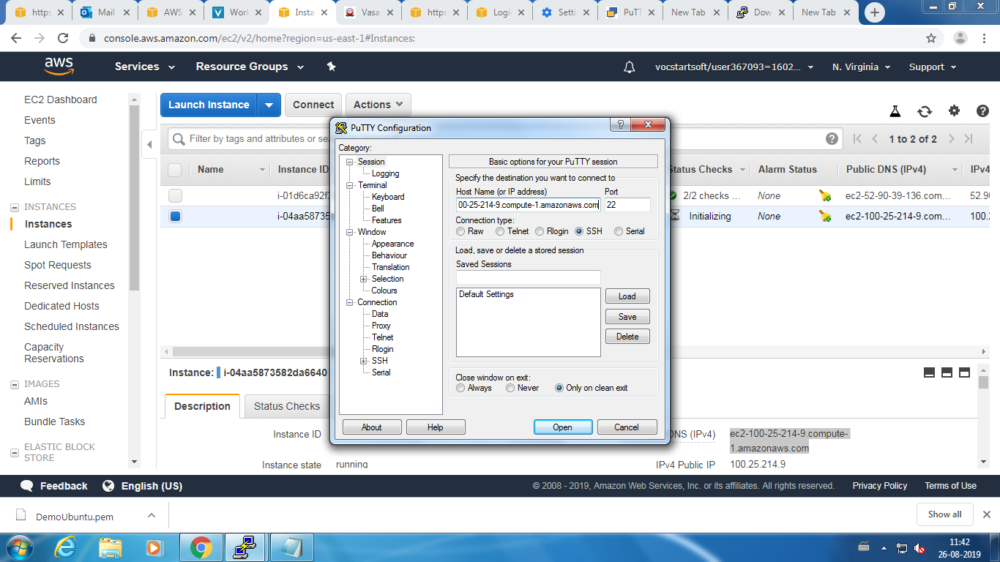 https
Mail
AWS
Work
Insta
Vasa
https
Login
Setti
PuTT
New Tab
Dow
New Tab
console.aws.amazon.com/ec2/v2/home?region=us-east-1#Instances:
aws
Services
Resource Groups
vocstartsoft/user367093=1602...
N. Virginia
Support
EC2 Dashboard
Events
Tags
Reports
Limits
INSTANCES
Instances
Launch Templates
Spot Requests
Reserved Instances
Dedicated Hosts
Scheduled Instances
Capacity
Reservations
IMAGES
AMIs
Bundle Tasks
ELASTIC BLOCK
STORE
Launch Instance
Connect
Actions
Filter by tags and attributes or sea
1 to 2 of 2
Name
Instance ID
Status Checks
Alarm Status
Public DNS (IPv4)
IPv4
i-01d6ca92f
2/2 checks ...
None
ec2-52-90-39-136.com...
52.90
i-04aa5873
Initializing
None
ec2-100-25-214-9.com...
100.2
PuTTY Configuration
?
Category:
Session
Logging
Terminal
Keyboard
Bell
Features
Window
Appearance
Behaviour
Translation
Selection
Colours
Connection
Data
Proxy
Telnet
Rlogin
SSH
Serial
Basic options for your PuTTY session
Specify the destination you want to connect to
Host Name (or IP address)
Port
00-25-214-9.compute-1.amazonaws.com
22
Connection type:
Raw
Telnet
Rlogin
SSH
Serial
Load, save or delete a stored session
Saved Sessions
Default Settings
Load
Save
Delete
Close window on exit:
Always
Never
Only on clean exit
About
Help
Open
Cancel
Instance:
i-04aa5873582da6640
Description
Status Checks
Instance ID
DNS (IPv4)
ec2-100-25-214-9.compute-
1.amazonaws.com
Instance state
running
IPv4 Public IP
100.25.214.9
Feedback
English (US)
© 2008 - 2019, Amazon Web Services, Inc. or its affiliates. All rights reserved.
Privacy Policy
Terms of Use
DemoUbuntu.pem
Show all
11:42
26-08-2019